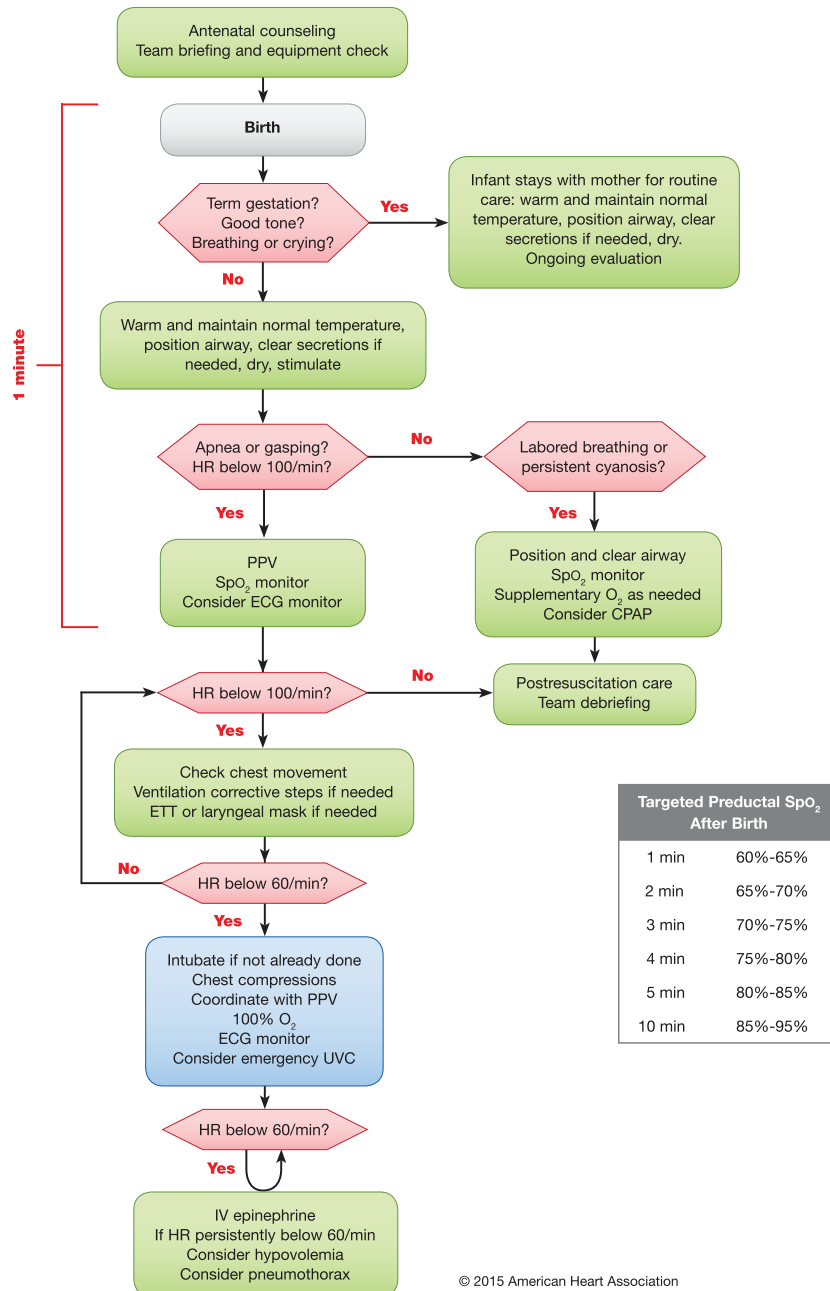 Antenatal counseling
Team briefing and equipment check
Birth
Term gestation?
Good tone?
Breathing or crying?
Yes
Infant stays with mother for routine
care: warm and maintain normal
temperature, position airway, clear
secretions if needed, dry.
Ongoing evaluation
No
1 minute
Warm and maintain normal temperature,
position airway, clear secretions if
needed, dry, stimulate
Apnea or gasping?
HR below 100/min?
No
Labored breathing or
persistent cyanosis?
Yes
Yes
PPV
SpO₂ monitor
Consider ECG monitor
Position and clear airway
SpO₂ monitor
Supplementary O₂ as needed
Consider CPAP
HR below 100/min?
No
Postresuscitation care
Team debriefing
Yes
Check chest movement
Ventilation corrective steps if needed
ETT or laryngeal mask if needed
No
HR below 60/min?
Yes
Intubate if not already done
Chest compressions
Coordinate with PPV
100% O₂
ECG monitor
Consider emergency UVC
HR below 60/min?
Yes
IV epinephrine
If HR persistently below 60/min
Consider hypovolemia
Consider pneumothorax
Targeted Preductal SpO₂
After Birth
1 min 60%-65%
2 min 65%-70%
3 min 70%-75%
4 min 75%-80%
5 min 80%-85%
10 min 85%-95%
© 2015 American Heart Association